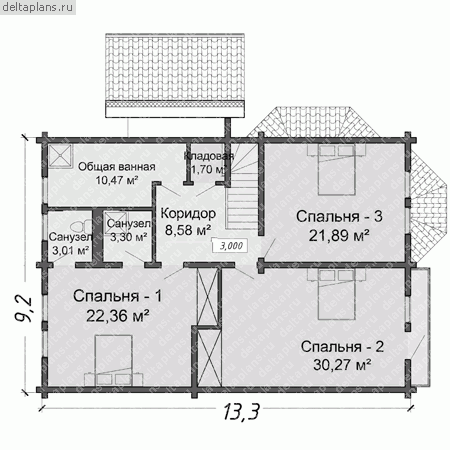 deltaplans.ru
Общая ванная
10,47 м²
Кладовая
1,70 м²
Коридор
8,58 м²
3,000
Спальня - 3
21,89 м²
Санузел
3,01 м²
Санузел
3,30 м²
Спальня - 1
22,36 м²
Спальня - 2
30,27 м²
9,2
13,3